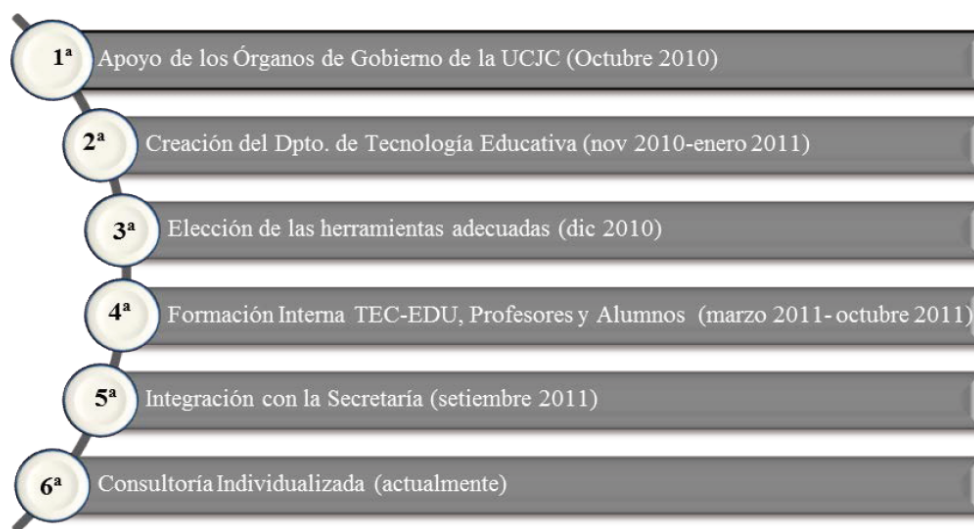 1ª Apoyo de los Órganos de Gobierno de la UCJC (Octubre 2010)
2ª Creación del Dpto. de Tecnología Educativa (nov 2010-enero 2011)
3ª Elección de las herramientas adecuadas (dic 2010)
4ª Formación Interna TEC-EDU, Profesores y Alumnos (marzo 2011- octubre 2011)
5ª Integración con la Secretaría (setiembre 2011)
6ª Consultoría Individualizada (actualmente)